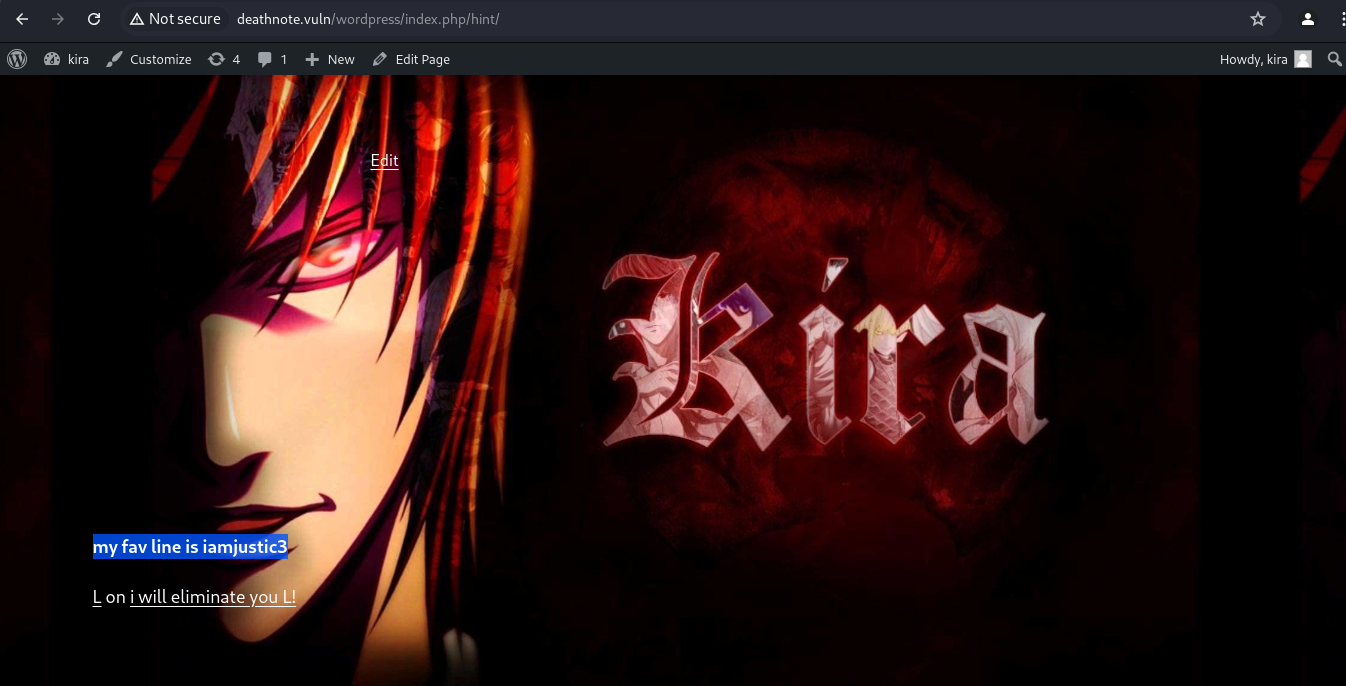 Not secure deathnote.vuln/wordpress/index.php/hint/
kira Customize 4 1 New Edit Page Howdy, kira
Edit
Kira
my fav line is iamjustic3
L on i will eliminate you L!